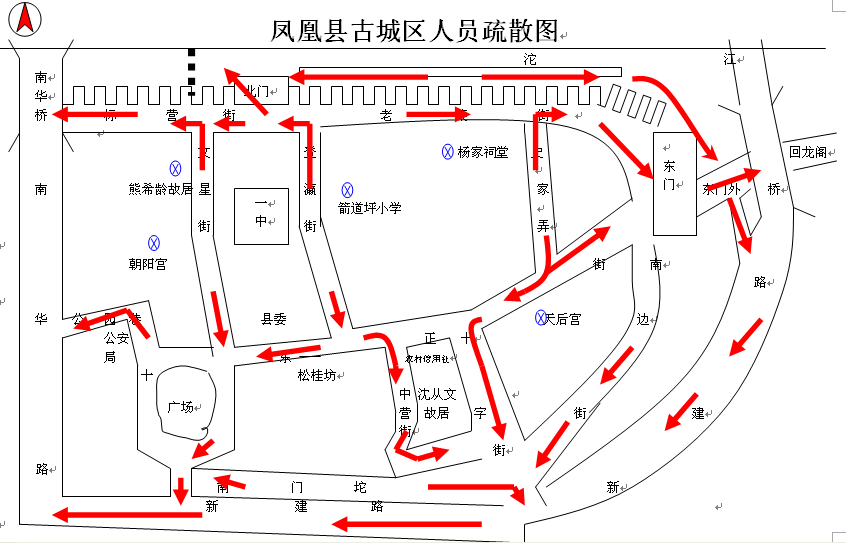 凤凰县古城区人员疏散图
沱 江
南华桥
北门
标营街
老 街
文星街
登瀛街
史家弄
杨家祠堂
东门
回龙阁
东门外 桥
熊希龄故居
一中
箭道坪小学
朝阳宫
南华路
公园巷
公安局
县委
东正街
天后宫
南边街
农村信用社
松桂坊
中营街
沈从文故居
十字街
十
广场
南门坨
新建路
新建路